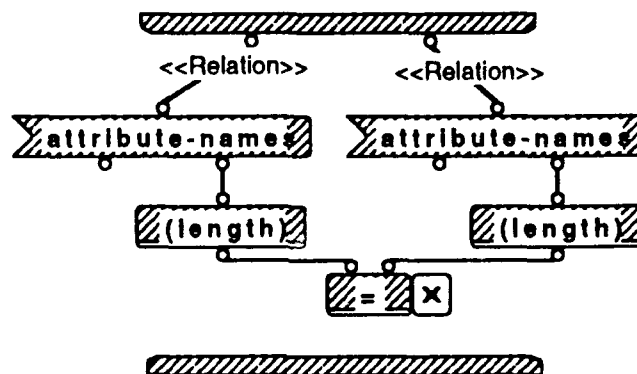 <<Relation>> <<Relation>>
attribute-names attribute-names
(length) (length)
= ×